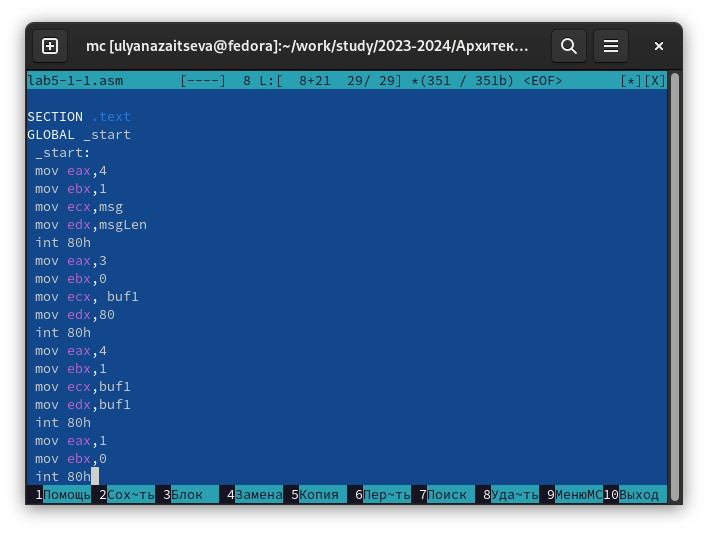 mc [ulyanazaitseva@fedora]:~/work/study/2023-2024/Архитек...
lab5-1-1.asm [----] 8 L:[ 8+21 29/ 29] *(351 / 351b) <EOF> [*][X]
SECTION .text
GLOBAL _start
_start:
mov eax,4
mov ebx,1
mov ecx,msg
mov edx,msgLen
int 80h
mov eax,3
mov ebx,0
mov ecx, buf1
mov edx,80
int 80h
mov eax,4
mov ebx,1
mov ecx,buf1
mov edx,buf1
int 80h
mov eax,1
mov ebx,0
int 80h
1Помощь 2Сох~ть 3Блок 4Замена 5Копия 6Пер~ть 7Поиск 8Уда~ть 9МенюMC 10Выход